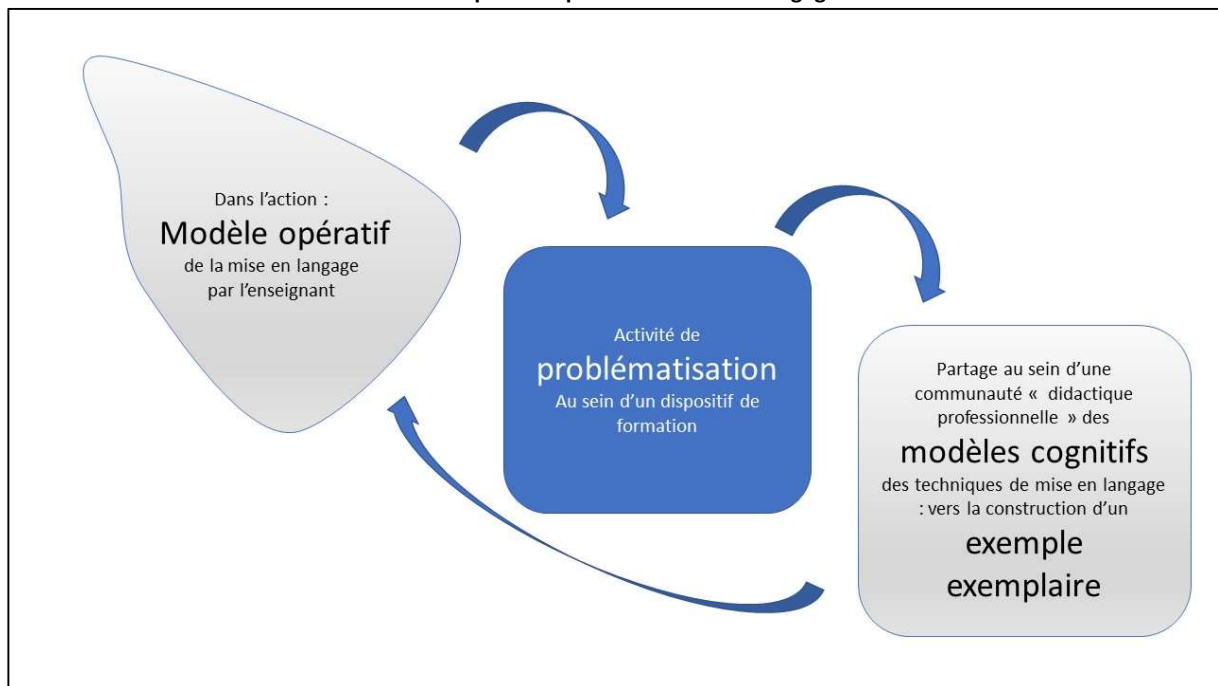 Dans l’action :
Modèle opératif
de la mise en langage
par l’enseignant
Activité de
problématisation
Au sein d’un dispositif de
formation
Partage au sein d’une
communauté « didactique
professionnelle » des
modèles cognitifs
des techniques de mise en langage
: vers la construction d’un
exemple
exemplaire